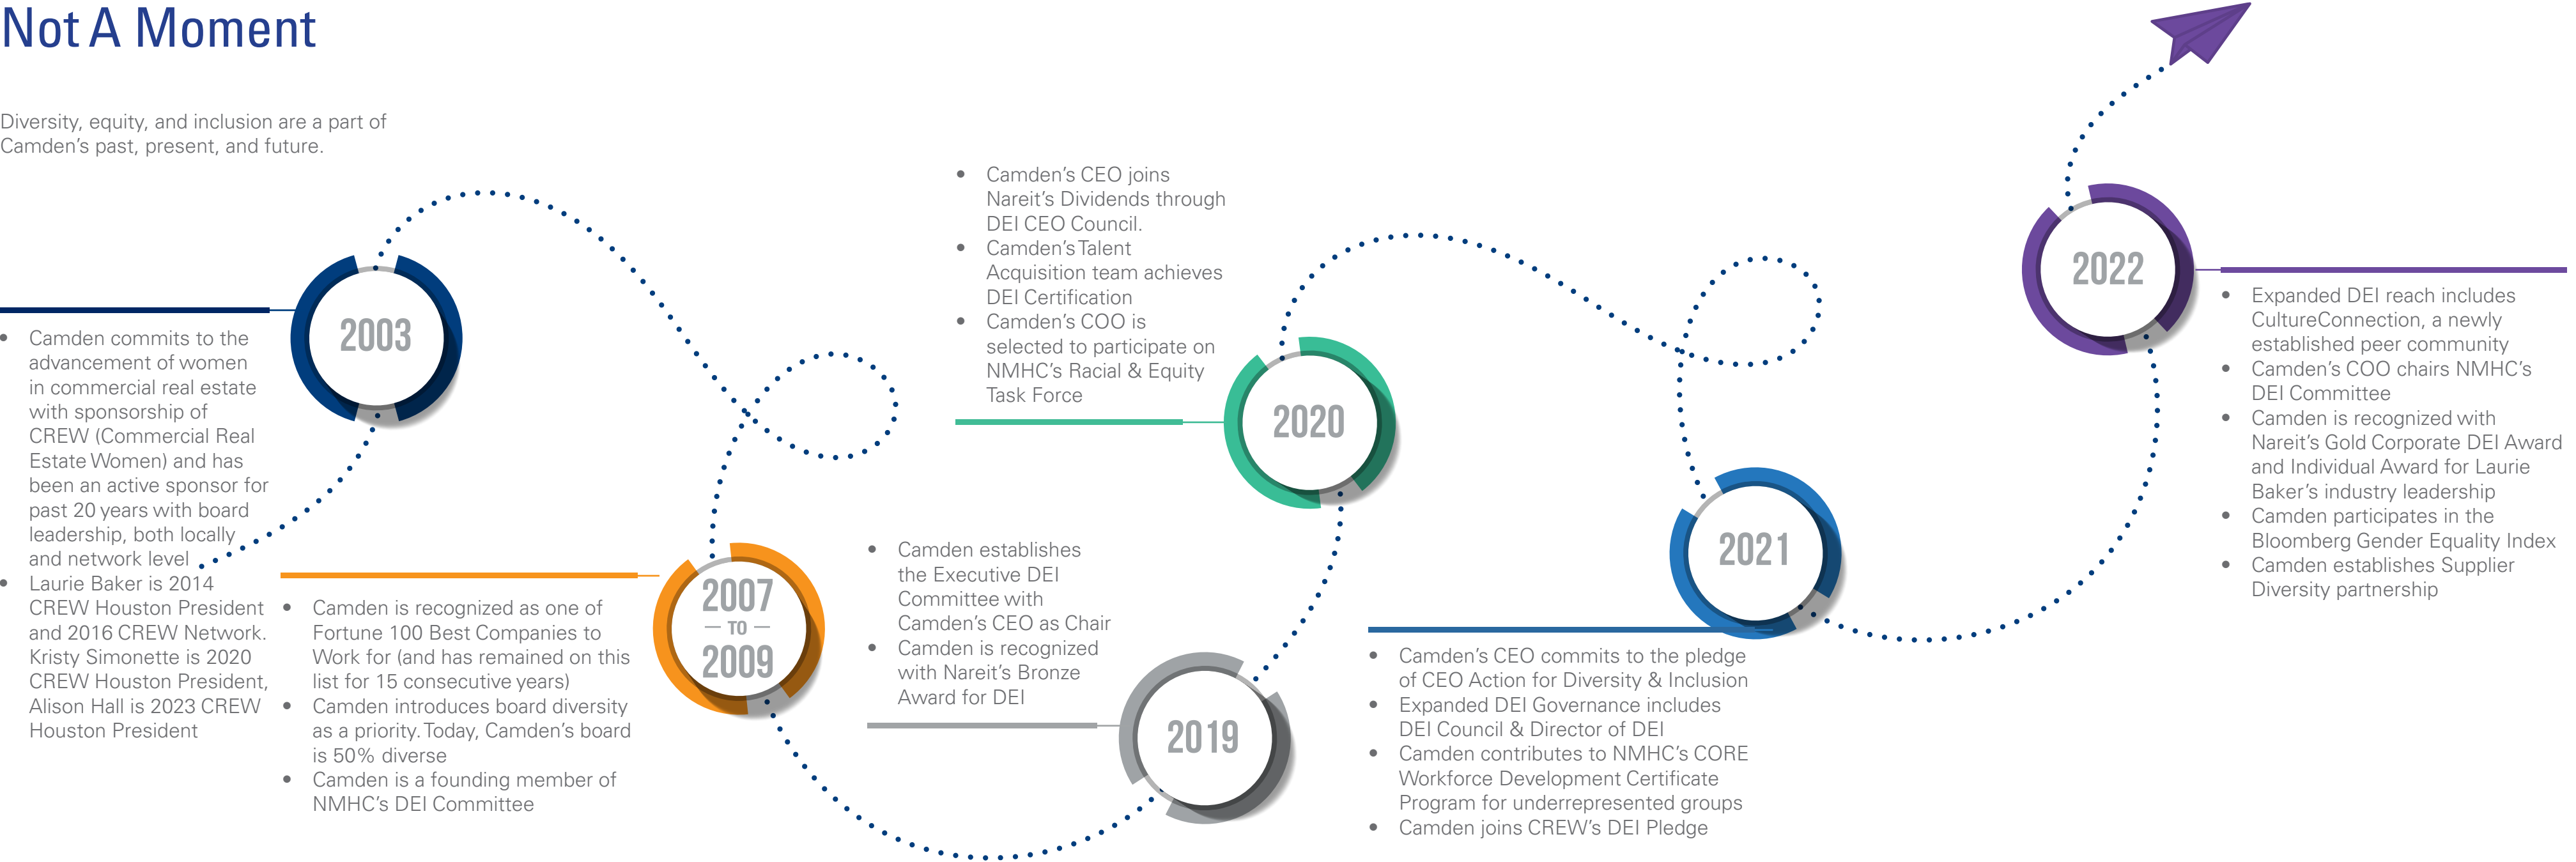 Not A Moment
Diversity, equity, and inclusion are a part of
Camden's past, present, and future.
2003
• Camden commits to the
advancement of women
in commercial real estate
with sponsorship of
CREW (Commercial Real
Estate Women) and has
been an active sponsor for
past 20 years with board
leadership, both locally
and network level
• Laurie Baker is 2014
CREW Houston President
and 2016 CREW Network.
Kristy Simonette is 2020
CREW Houston President,
Alison Hall is 2023 CREW
Houston President
2007
TO
2009
• Camden is recognized as one of
Fortune 100 Best Companies to
Work for (and has remained on this
list for 15 consecutive years)
• Camden introduces board diversity
as a priority. Today, Camden's board
is 50% diverse
• Camden is a founding member of
NMHC's DEI Committee
2019
• Camden establishes
the Executive DEI
Committee with
Camden's CEO as Chair
• Camden is recognized
with Nareit's Bronze
Award for DEI
2020
• Camden's CEO joins
Nareit's Dividends through
DEI CEO Council.
• Camden's Talent
Acquisition team achieves
DEI Certification
• Camden's COO is
selected to participate on
NMHC's Racial & Equity
Task Force
2021
• Camden's CEO commits to the pledge
of CEO Action for Diversity & Inclusion
• Expanded DEI Governance includes
DEI Council & Director of DEI
• Camden contributes to NMHC's CORE
Workforce Development Certificate
Program for underrepresented groups
• Camden joins CREW's DEI Pledge
2022
• Expanded DEI reach includes
CultureConnection, a newly
established peer community
• Camden's COO chairs NMHC's
DEI Committee
• Camden is recognized with
Nareit's Gold Corporate DEI Award
and Individual Award for Laurie
Baker's industry leadership
• Camden participates in the
Bloomberg Gender Equality Index
• Camden establishes Supplier
Diversity partnership